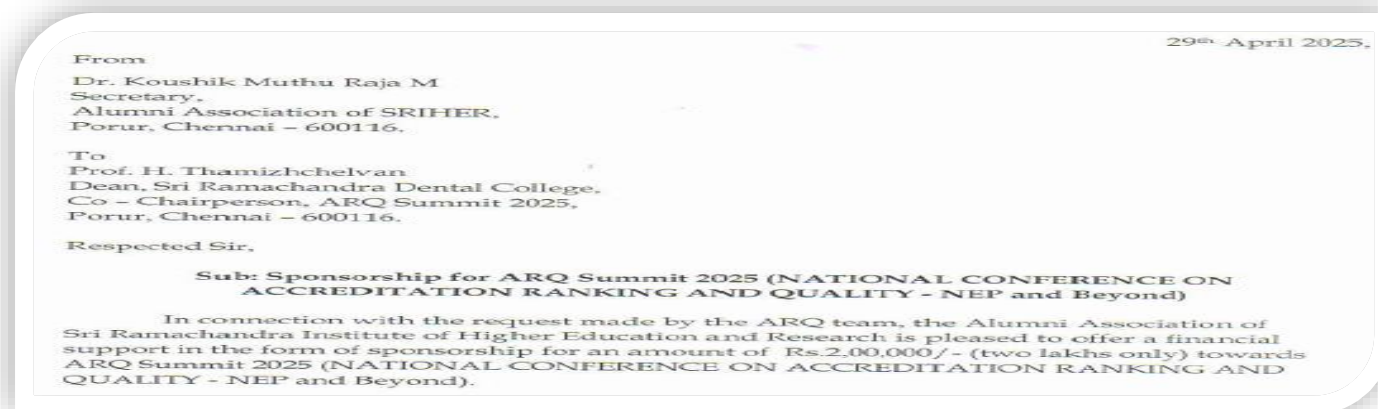 29th April 2025,
From
Dr. Koushik Muthu Raja M
Secretary,
Alumni Association of SRIHER,
Porur, Chennai – 600116.
To
Prof. H. Thamizhchelvan
Dean, Sri Ramachandra Dental College,
Co – Chairperson, ARQ Summit 2025,
Porur, Chennai – 600116.
Respected Sir,
Sub: Sponsorship for ARQ Summit 2025 (NATIONAL CONFERENCE ON
ACCREDITATION RANKING AND QUALITY - NEP and Beyond)
In connection with the request made by the ARQ team, the Alumni Association of
Sri Ramachandra Institute of Higher Education and Research is pleased to offer a financial
support in the form of sponsorship for an amount of Rs.2,00,000/- (two lakhs only) towards
ARQ Summit 2025 (NATIONAL CONFERENCE ON ACCREDITATION RANKING AND
QUALITY - NEP and Beyond).